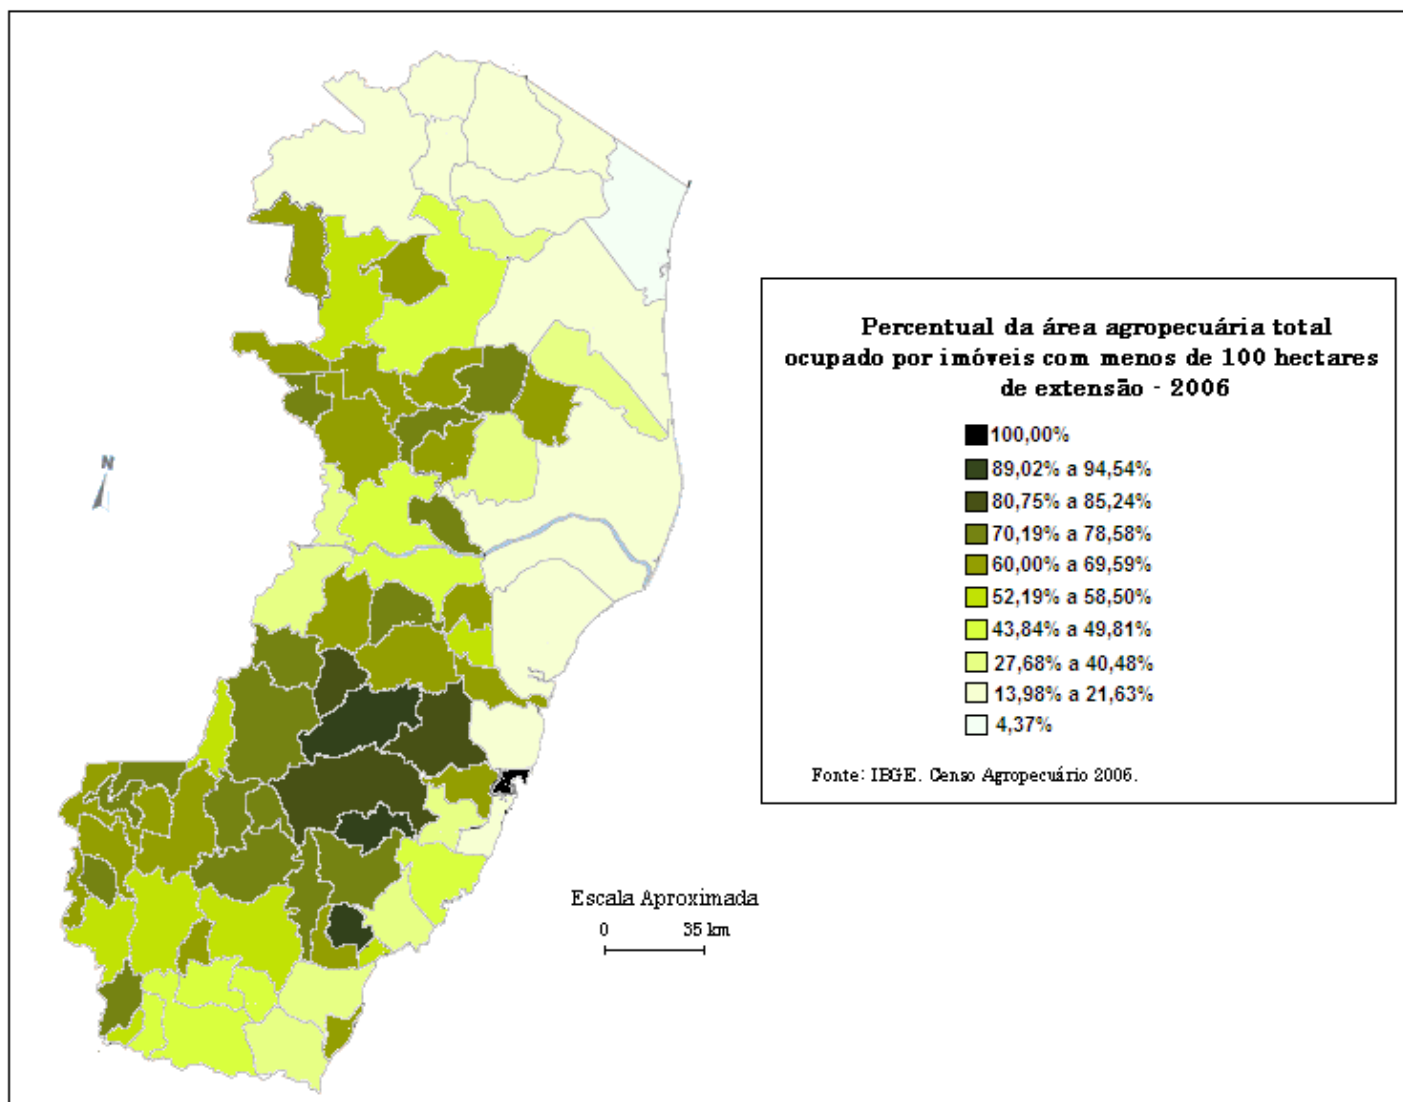 Percentual da área agropecuária total
ocupado por imóveis com menos de 100 hectares
de extensão - 2006
100,00%
89,02% a 94,54%
80,75% a 85,24%
70,19% a 78,58%
60,00% a 69,59%
52,19% a 58,50%
43,84% a 49,81%
27,68% a 40,48%
13,98% a 21,63%
4,37%
Fonte: IBGE. Censo Agropecuário 2006.
N
Escala Aproximada
0 35 km